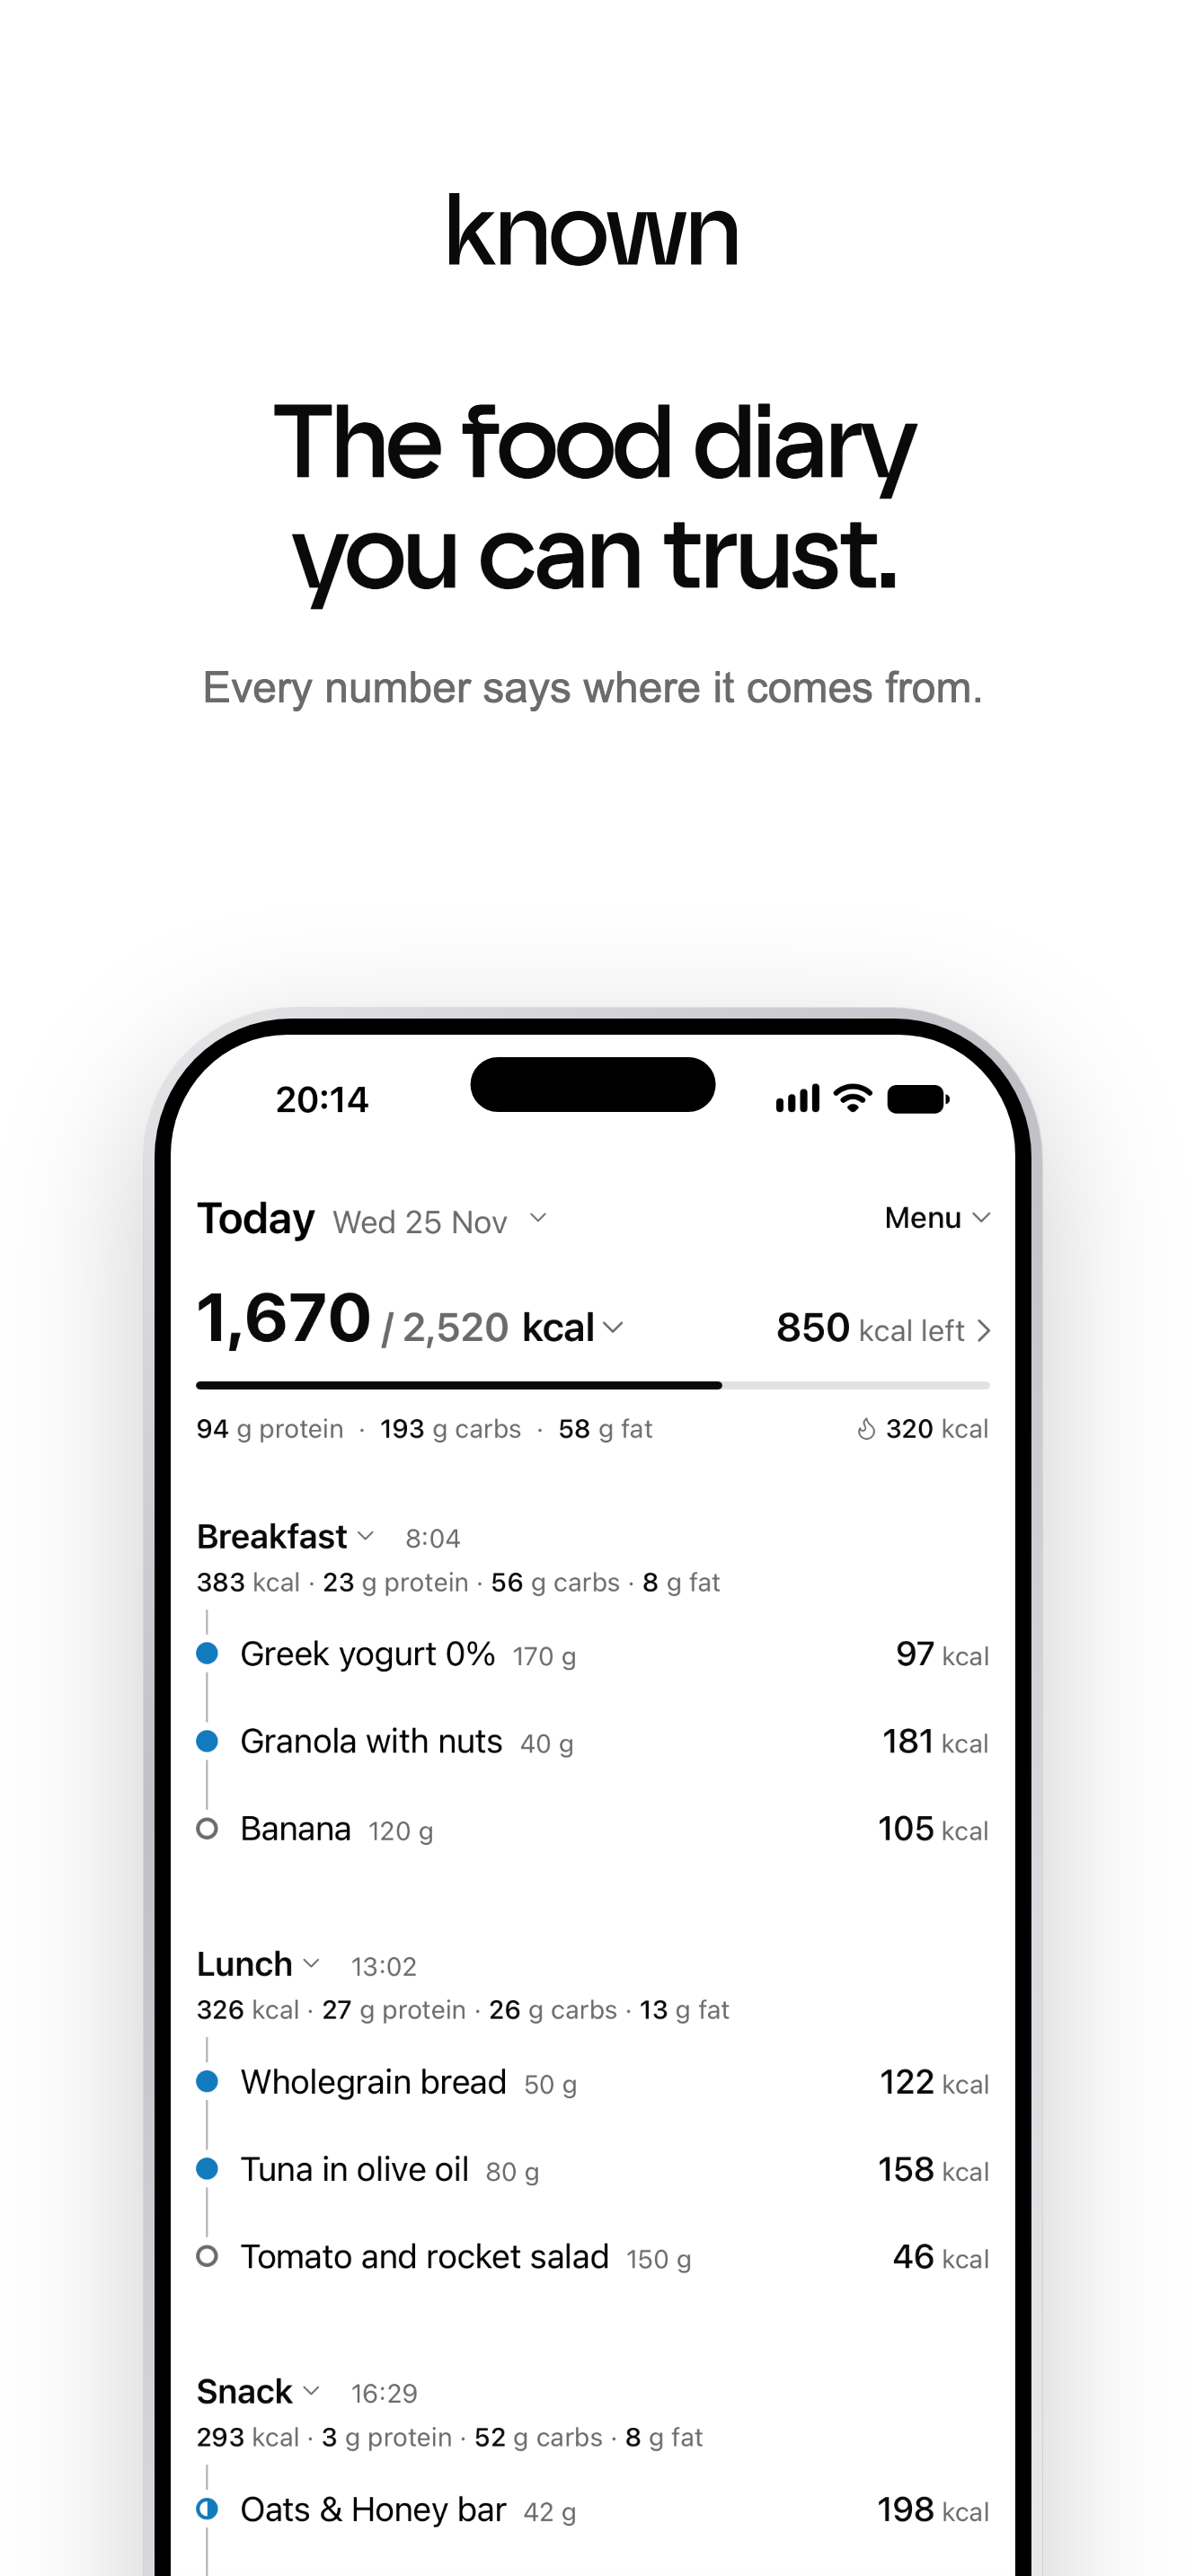 known
The food diary
you can trust.
Every number says where it comes from.
20:14
Today Wed 25 Nov Menu
1,670 / 2,520 kcal 850 kcal left
94 g protein · 193 g carbs · 58 g fat 320 kcal
Breakfast 8:04
383 kcal · 23 g protein · 56 g carbs · 8 g fat
Greek yogurt 0% 170 g 97 kcal
Granola with nuts 40 g 181 kcal
Banana 120 g 105 kcal
Lunch 13:02
326 kcal · 27 g protein · 26 g carbs · 13 g fat
Wholegrain bread 50 g 122 kcal
Tuna in olive oil 80 g 158 kcal
Tomato and rocket salad 150 g 46 kcal
Snack 16:29
293 kcal · 3 g protein · 52 g carbs · 8 g fat
Oats & Honey bar 42 g 198 kcal